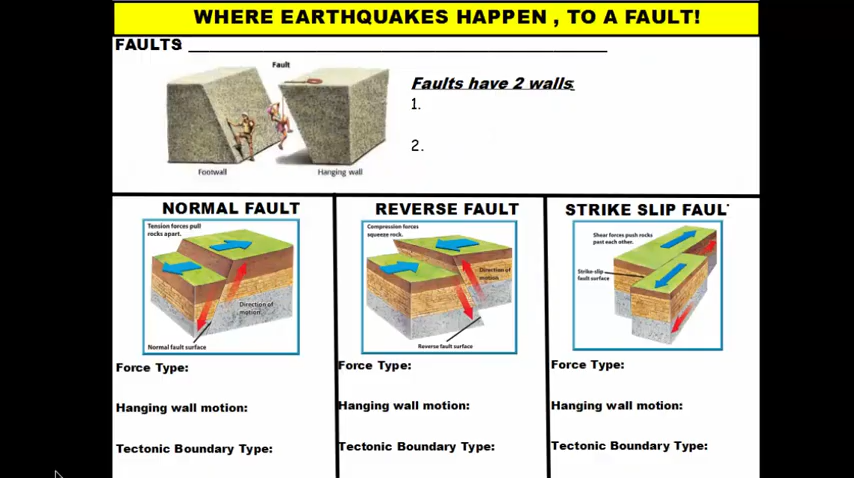 WHERE EARTHQUAKES HAPPEN , TO A FAULT!
FAULTS: ______________________________
Fault
Footwall
Hanging wall
Faults have 2 walls:
1.
2.
NORMAL FAULT
Tension forces pull
rocks apart.
Direction of
motion
Normal fault surface
Force Type:
Hanging wall motion:
Tectonic Boundary Type:
REVERSE FAULT
Compression forces
squeeze rock.
Direction of
motion
Reverse fault surface
Force Type:
Hanging wall motion:
Tectonic Boundary Type:
STRIKE SLIP FAUL
Shear forces push rocks
past each other.
Strike-slip
fault surface
Force Type:
Hanging wall motion:
Tectonic Boundary Type: